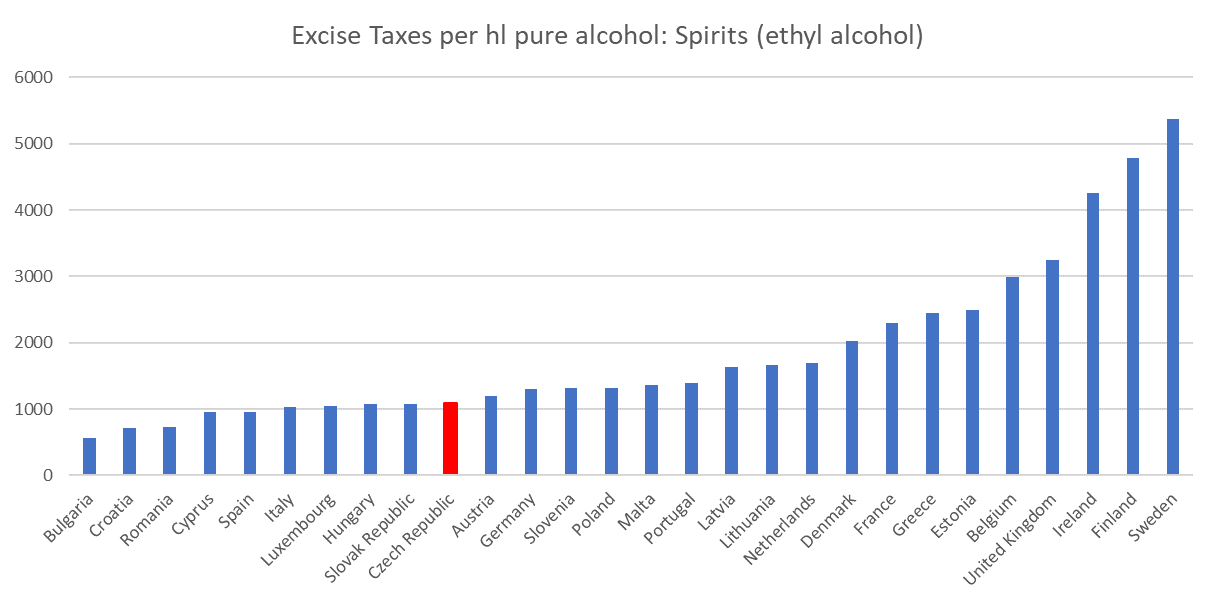 Excise Taxes per hl pure alcohol: Spirits (ethyl alcohol)
6000
5000
4000
3000
2000
1000
0
Bulgaria
Croatia
Romania
Cyprus
Spain
Italy
Luxembourg
Hungary
Slovak Republic
Czech Republic
Austria
Germany
Slovenia
Poland
Malta
Portugal
Latvia
Lithuania
Netherlands
Denmark
France
Greece
Estonia
Belgium
United Kingdom
Ireland
Finland
Sweden